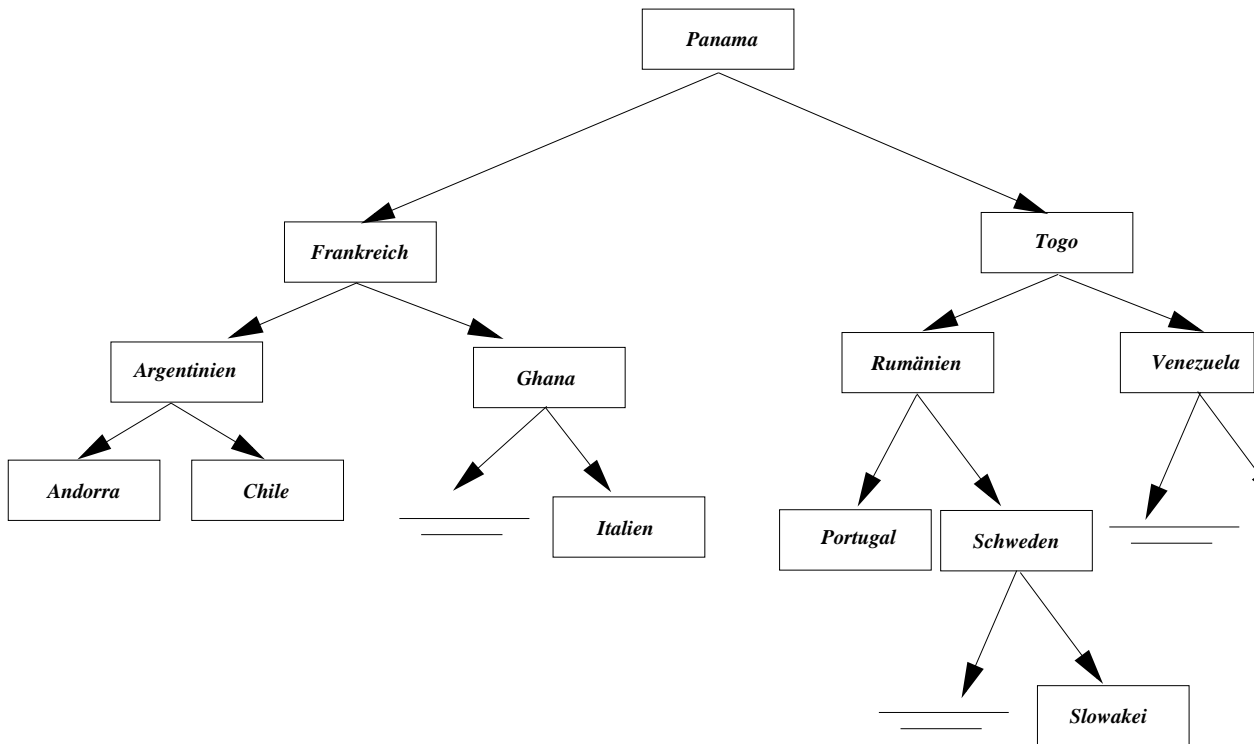 Panama
Frankreich
Togo
Argentinien
Ghana
Rumänien
Venezuela
Andorra
Chile
Italien
Portugal
Schweden
Slowakei